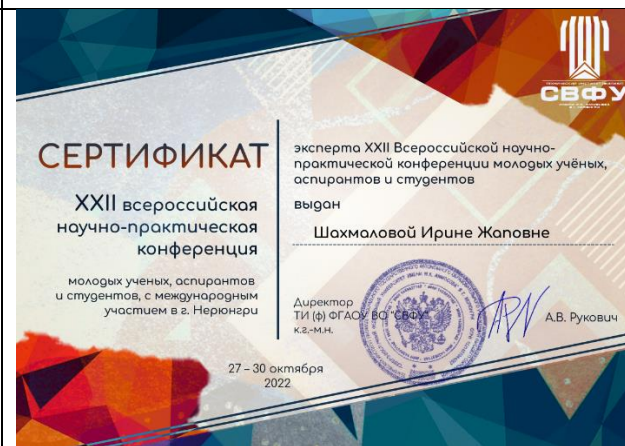 СВФУ
СЕРТИФИКАТ
XXII всероссийская
научно-практическая
конференция
молодых ученых, аспирантов
и студентов, с международным
участием в г. Нерюнгри
27 – 30 октября
2022
эксперта XXII Всероссийской научно-
практической конференции молодых учёных,
аспирантов и студентов
выдан
Шахмаловой Ирине Жаповне
Директор
ТИ (ф) ФГАОУ ВО "СВФУ"
к.г.-м.н.
А.В. Рукович